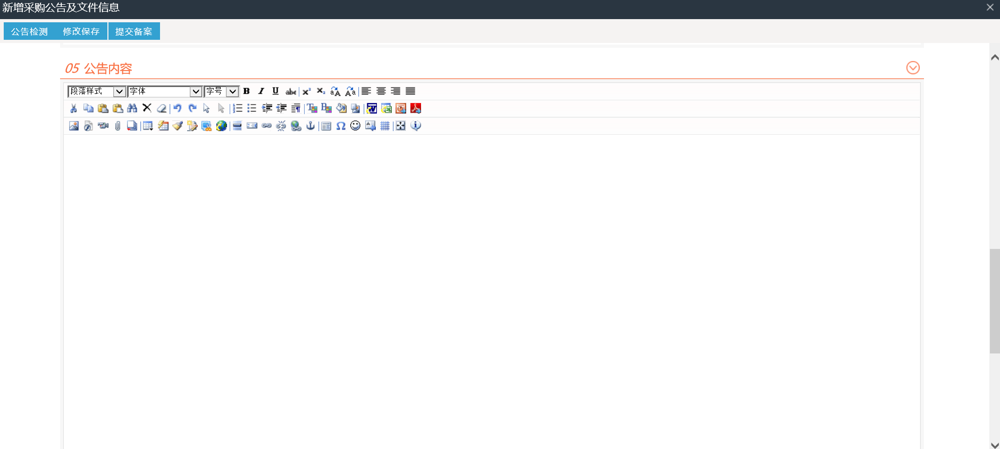 新增采购公告及文件信息
公告检测 修改保存 提交备案
05 公告内容
段落样式 字体 字号 B I U abc